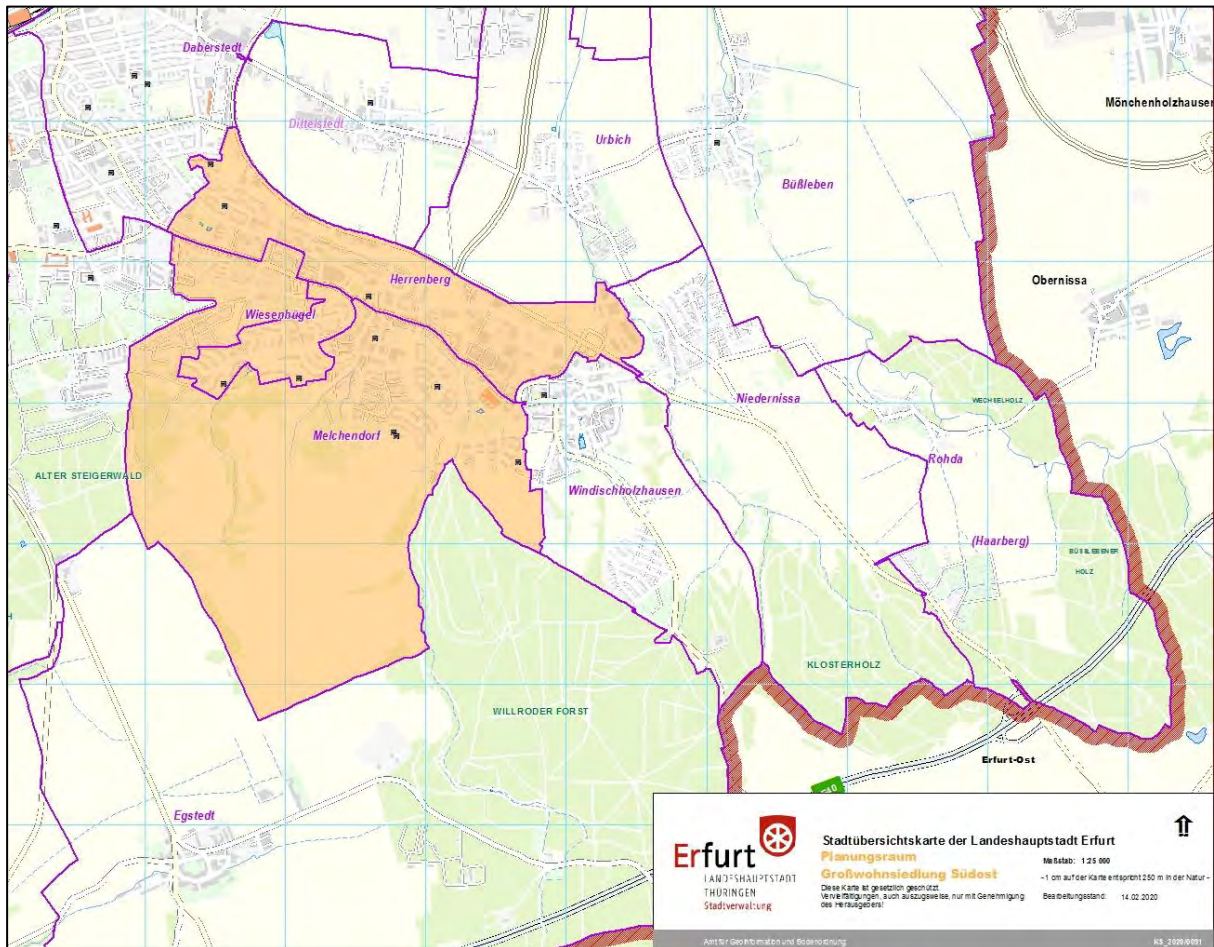 Daberstedt
Dittelstedt
Mönchenholzhausen
Urbich
Büßleben
Herrenberg
Obernissa
Wiesenhügel
Niedernissa
WECHSELHOLZ
Melchendorf
Rohda
ALTER STEIGERWALD
Windischholzhausen
(Haarberg)
BÜßLEBENER
HOLZ
KLOSTERHOLZ
WILLRODER FORST
Erfurt-Ost
Egstedt
Erfurt
LANDESHAUPTSTADT
THÜRINGEN
Stadtverwaltung
Stadtübersichtskarte der Landeshauptstadt Erfurt
Planungsraum
Großwohnsiedlung Südost
Diese Karte ist gesetzlich geschützt.
Vervielfältigungen, auch auszugsweise, nur mit Genehmigung
des Herausgebers!
Maßstab: 1:25 000
- 1 cm auf der Karte entspricht 250 m in der Natur -
Bearbeitungsstand: 14.02.2020
Amt für Geoinformation und Bodenordnung